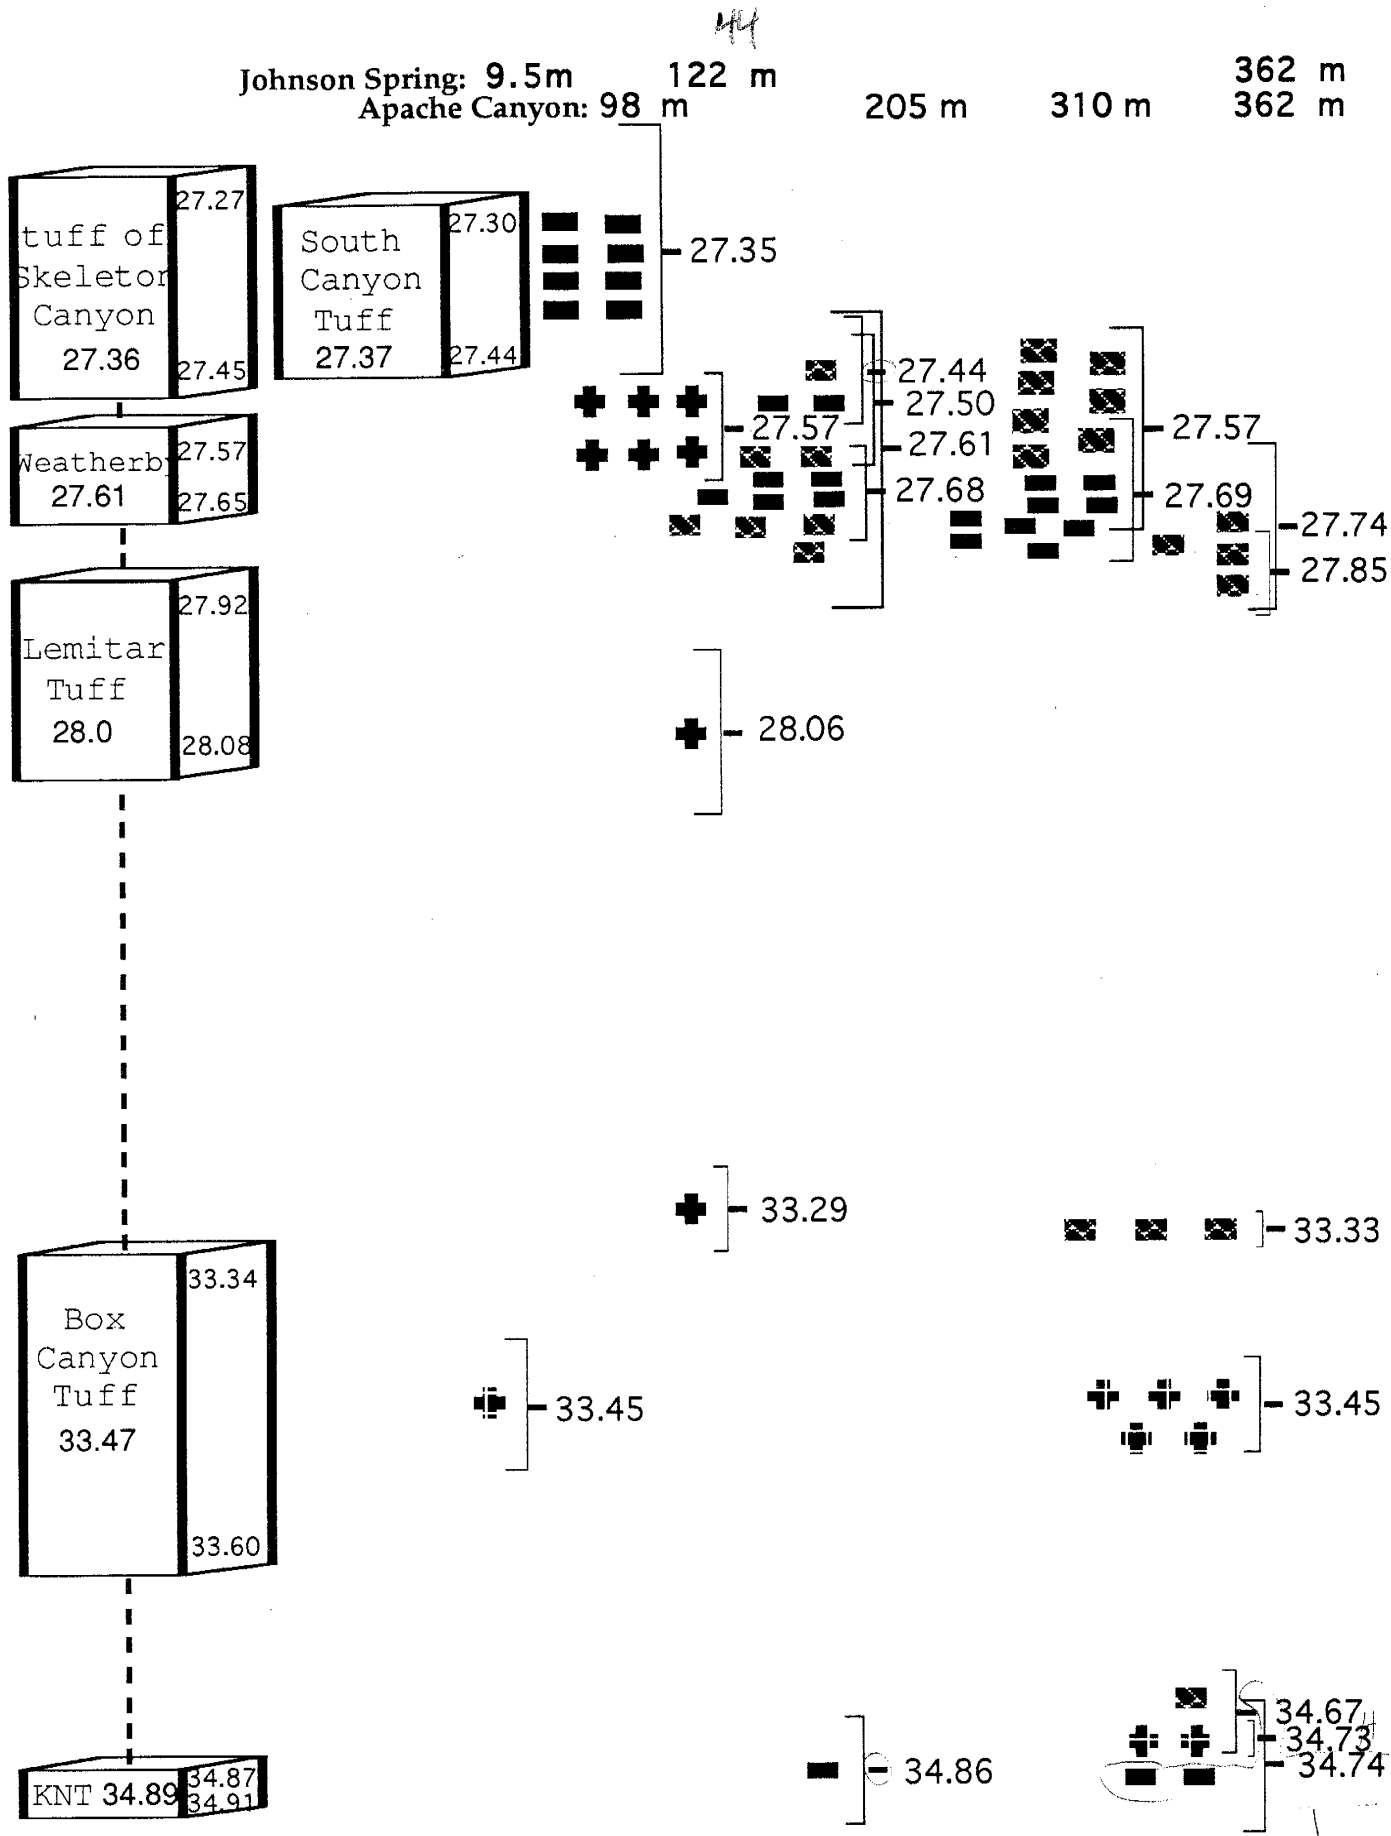 44
Johnson Spring: 9.5m 122 m 362 m
Apache Canyon: 98 m 205 m 310 m 362 m
tuff of
Skeleton
Canyon
27.36
27.27
27.45
South
Canyon
Tuff
27.37
27.30
27.44
27.35
Weatherby
27.61
27.57
27.65
27.57
27.44
27.50
27.61
27.68
27.57
27.69
27.74
27.85
Lemitar
Tuff
28.0
27.92
28.08
28.06
33.29
33.33
Box
Canyon
Tuff
33.47
33.34
33.60
33.45
33.45
KNT 34.89
34.87
34.91
34.86
34.67
34.73
34.74